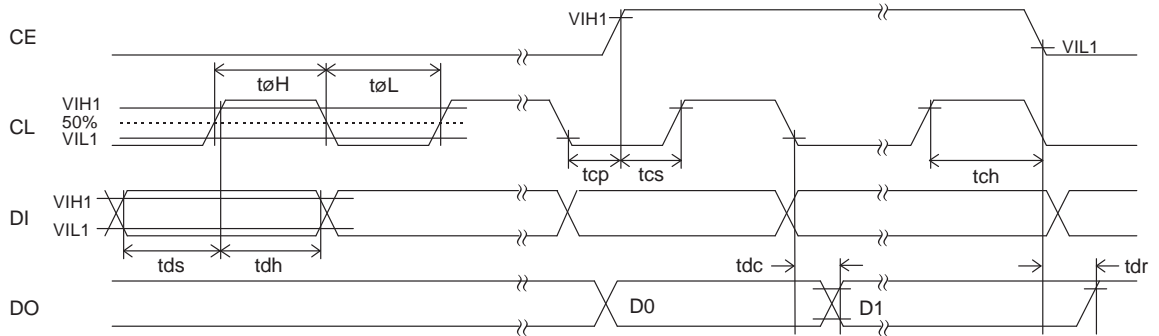 CE
VIH1
VIL1
tøH
tøL
VIH1
50%
VIL1
CL
tcp
tcs
tch
VIH1
DI
VIL1
tds
tdh
tdc
tdr
DO
D0
D1